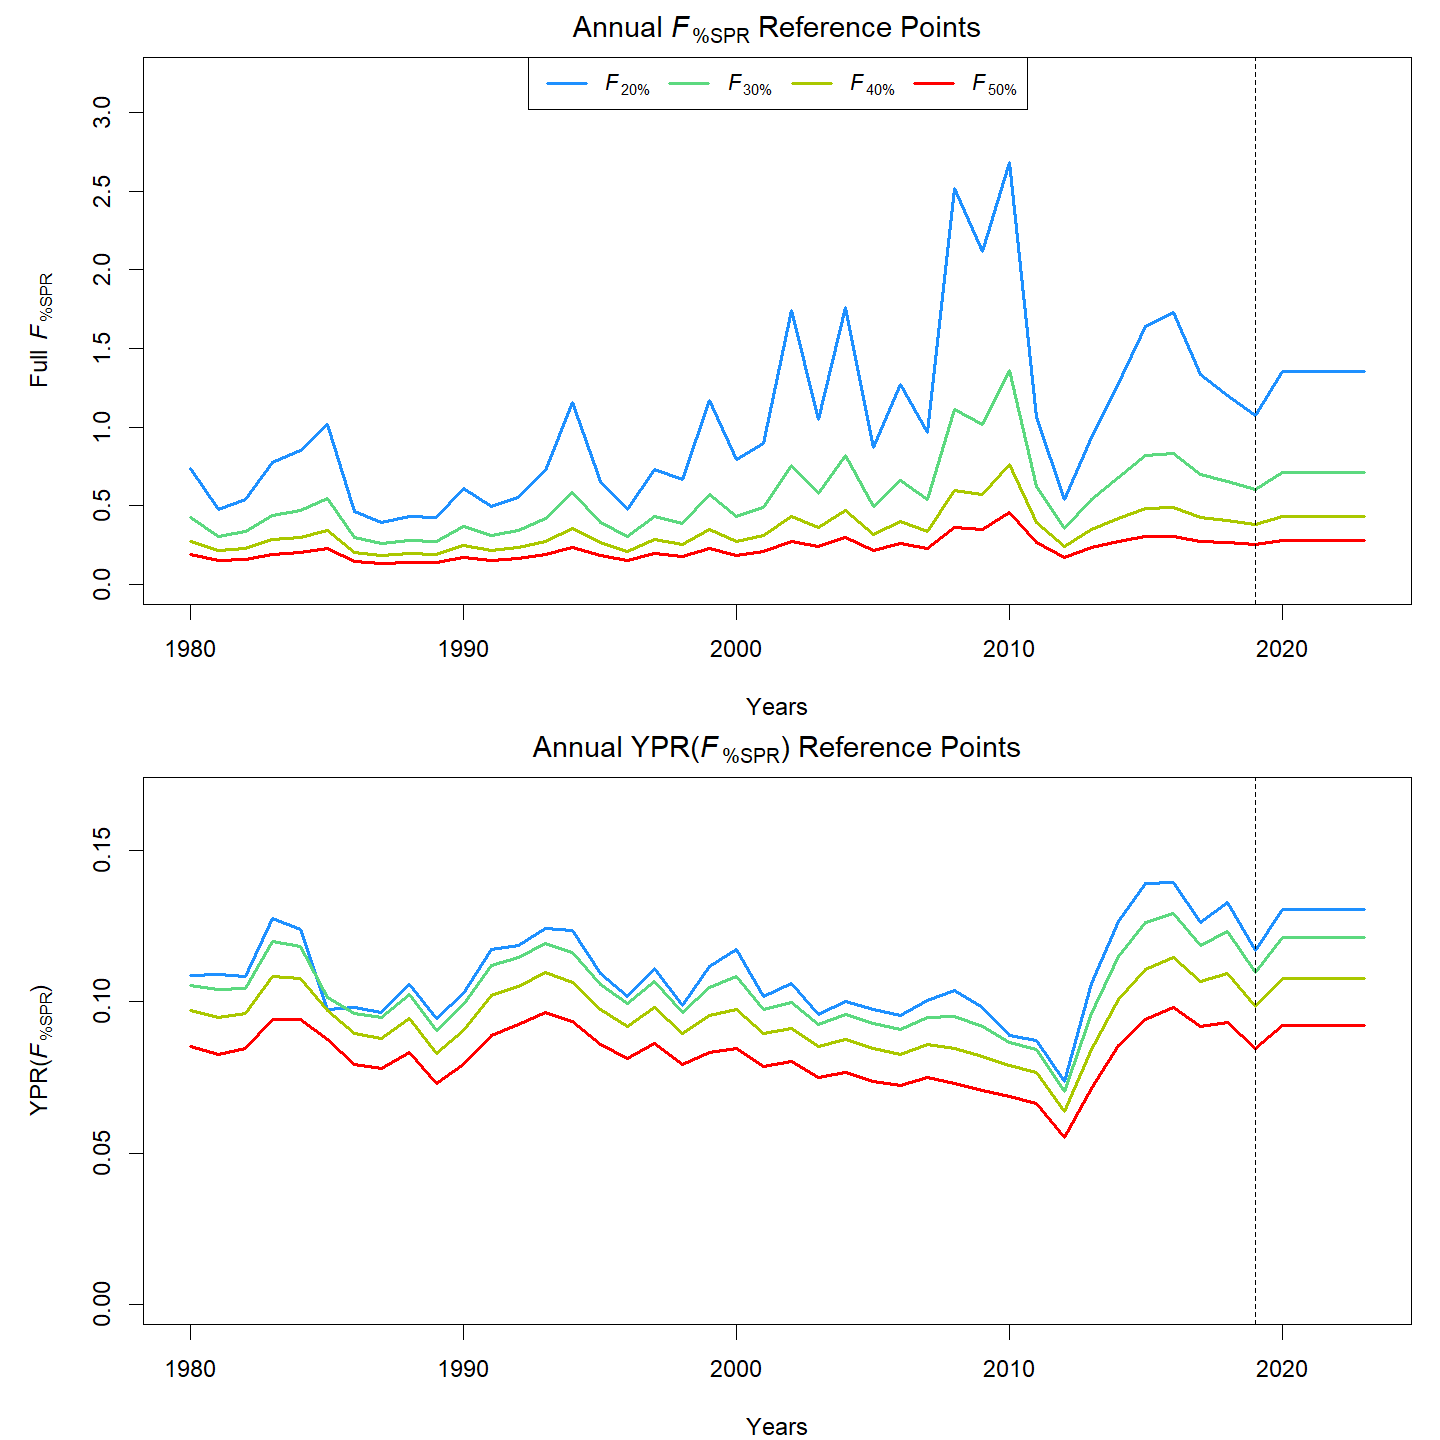 Annual F%SPR Reference Points
F20% F30% F40% F50%
Full F%SPR
3.0
2.5
2.0
1.5
1.0
0.5
0.0
1980 1990 2000 2010 2020
Years
Annual YPR(F%SPR) Reference Points
YPR(F%SPR)
0.15
0.10
0.05
0.00
1980 1990 2000 2010 2020
Years